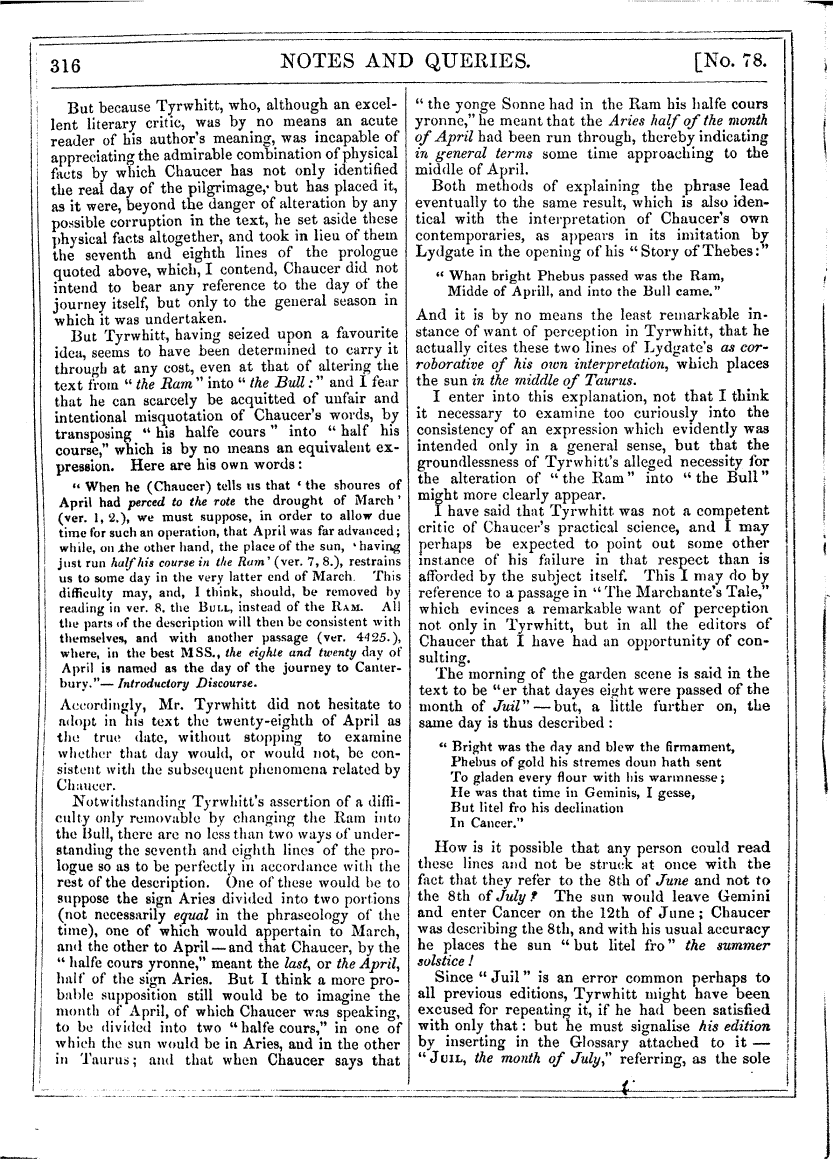 316
NOTES AND QUERIES.
[No. 78.
But because Tyrwhitt, who, although an excel-
lent literary critic, was by no means an acute
reader of his author's meaning, was incapable of
appreciating the admirable combination of physical
facts by which Chaucer has not only identified
the real day of the pilgrimage, but has placed it,
as it were, beyond the danger of alteration by any
possible corruption in the text, he set aside these
physical facts altogether, and took in lieu of them
the seventh and eighth lines of the prologue
quoted above, which, I contend, Chaucer did not
intend to bear any reference to the day of the
journey itself, but only to the general season in
which it was undertaken.
But Tyrwhitt, having seized upon a favourite
idea, seems to have been determined to carry it
through at any cost, even at that of altering the
text from "the Ram" into "the Bull:" and I fear
that he can scarcely be acquitted of unfair and
intentional misquotation of Chaucer's words, by
transposing "his halfe cours" into "half his
course," which is by no means an equivalent ex-
pression. Here are his own words:
"When he (Chaucer) tells us that 'the shoures of
April had perced to the rote the drought of March'
(ver. 1, 2.), we must suppose, in order to allow due
time for such an operation, that April was far advanced;
while, on the other hand, the place of the sun, 'having
just run half his course in the Ram' (ver. 7, 8.), restrains
us to some day in the very latter end of March. This
difficulty may, and, I think, should, be removed by
reading in ver. 8. the BULL, instead of the RAM. All
the parts of the description will then be consistent with
themselves, and with another passage (ver. 4425.),
where, in the best MSS., the eighte and twenty day of
April is named as the day of the journey to Canter-
bury."—Introductory Discourse.
Accordingly, Mr. Tyrwhitt did not hesitate to
adopt in his text the twenty-eighth of April as
the true date, without stopping to examine
whether that day would, or would not, be con-
sistent with the subsequent phenomena related by
Chaucer.
Notwithstanding Tyrwhitt's assertion of a diffi-
culty only removable by changing the Ram into
the Bull, there are no less than two ways of under-
standing the seventh and eighth lines of the pro-
logue so as to be perfectly in accordance with the
rest of the description. One of these would be to
suppose the sign Aries divided into two portions
(not necessarily equal in the phraseology of the
time), one of which would appertain to March,
and the other to April—and that Chaucer, by the
"halfe cours yronne," meant the last, or the April,
half of the sign Aries. But I think a more pro-
bable supposition still would be to imagine the
month of April, of which Chaucer was speaking,
to be divided into two "halfe cours," in one of
which the sun would be in Aries, and in the other
in Taurus; and that when Chaucer says that
"the yonge Sonne had in the Ram his halfe cours
yronne," he meant that the Aries half of the month
of April had been run through, thereby indicating
in general terms some time approaching to the
middle of April.
Both methods of explaining the phrase lead
eventually to the same result, which is also iden-
tical with the interpretation of Chaucer's own
contemporaries, as appears in its imitation by
Lydgate in the opening of his "Story of Thebes:"
"Whan bright Phebus passed was the Ram,
Midde of Aprill, and into the Bull came."
And it is by no means the least remarkable in-
stance of want of perception in Tyrwhitt, that he
actually cites these two lines of Lydgate's as cor-
roborative of his own interpretation, which places
the sun in the middle of Taurus.
I enter into this explanation, not that I think
it necessary to examine too curiously into the
consistency of an expression which evidently was
intended only in a general sense, but that the
groundlessness of Tyrwhitt's alleged necessity for
the alteration of "the Ram" into "the Bull"
might more clearly appear.
I have said that Tyrwhitt was not a competent
critic of Chaucer's practical science, and I may
perhaps be expected to point out some other
instance of his failure in that respect than is
afforded by the subject itself. This I may do by
reference to a passage in "The Marchante's Tale,"
which evinces a remarkable want of perception
not only in Tyrwhitt, but in all the editors of
Chaucer that I have had an opportunity of con-
sulting.
The morning of the garden scene is said in the
text to be "er that dayes eight were passed of the
month of Juil"—but, a little further on, the
same day is thus described:
"Bright was the day and blew the firmament,
Phebus of gold his stremes doun hath sent
To gladen every flour with his warmnesse;
He was that time in Geminis, I gesse,
But litel fro his declination
In Cancer."
How is it possible that any person could read
these lines and not be struck at once with the
fact that they refer to the 8th of June and not to
the 8th of July? The sun would leave Gemini
and enter Cancer on the 12th of June; Chaucer
was describing the 8th, and with his usual accuracy
he places the sun "but litel fro" the summer
solstice!
Since "Juil" is an error common perhaps to
all previous editions, Tyrwhitt might have been
excused for repeating it, if he had been satisfied
with only that: but he must signalise his edition
by inserting in the Glossary attached to it—
"JUIL, the month of July," referring, as the sole